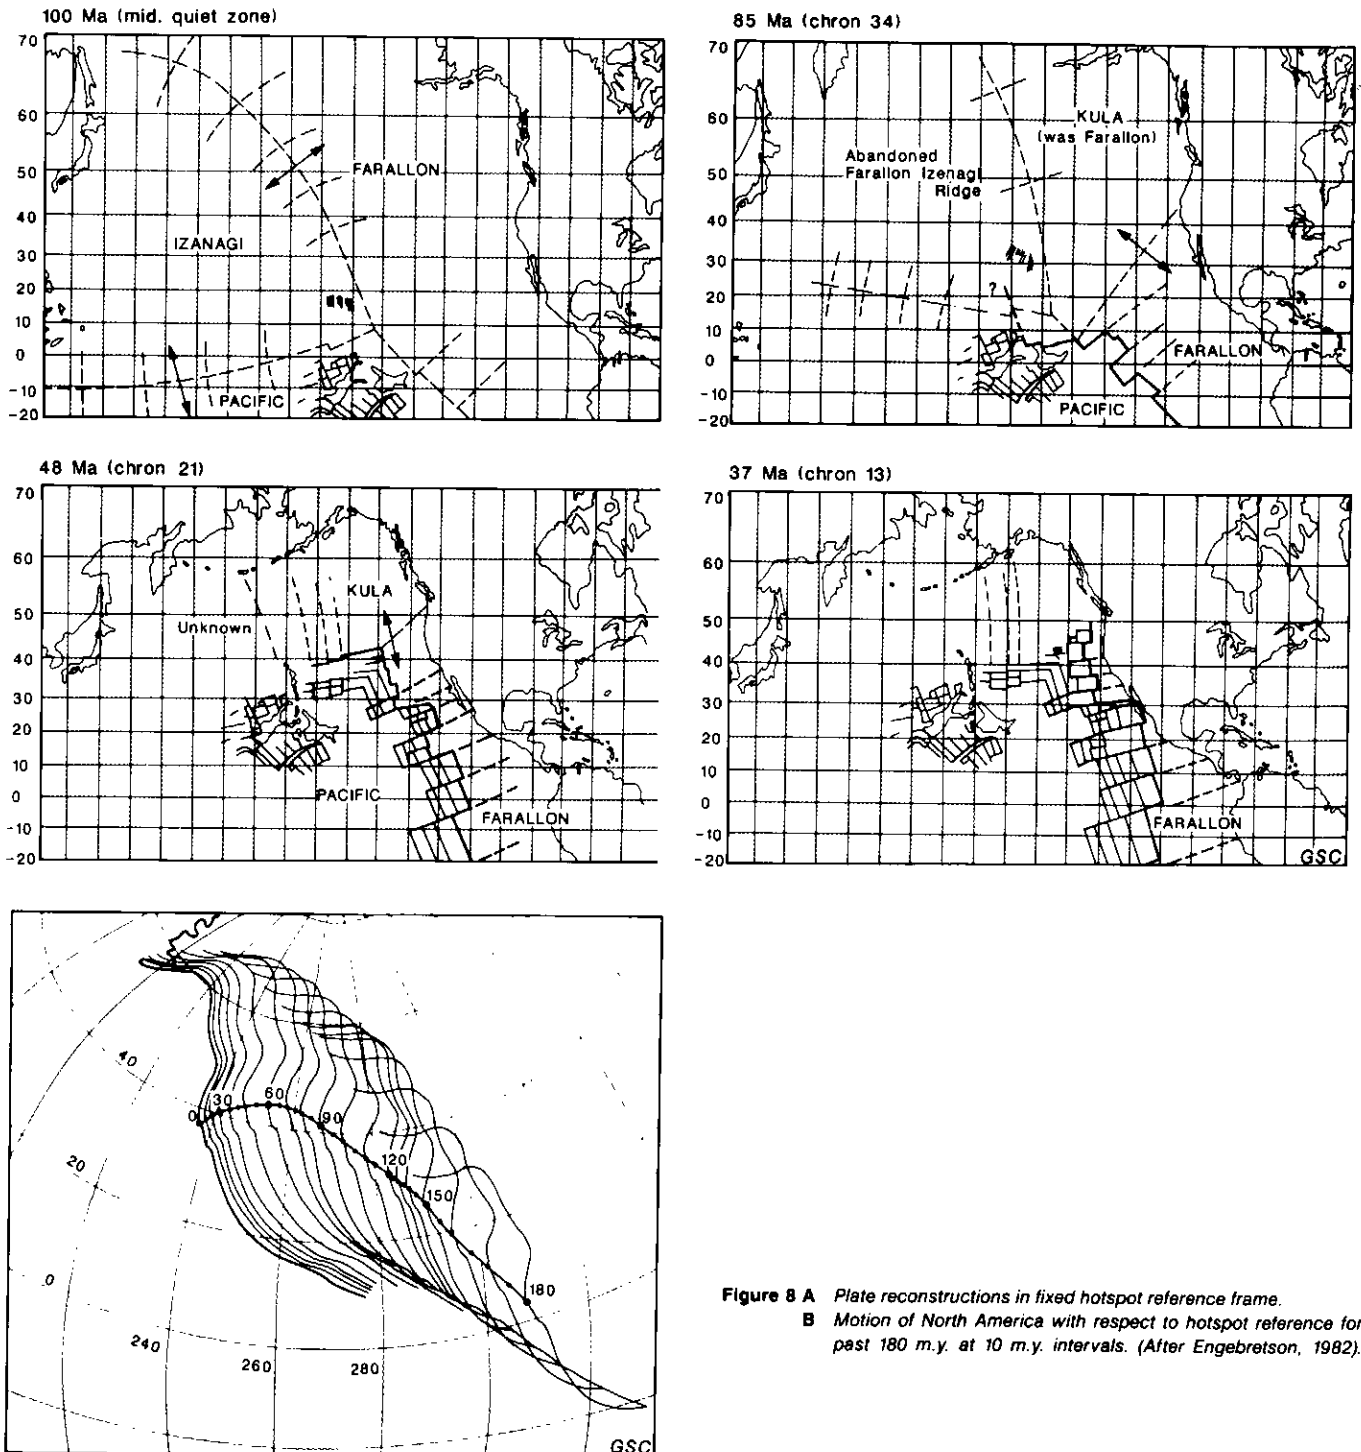 100 Ma (mid. quiet zone)
70
60
50
40
30
20
10
0
-10
-20
FARALLON
IZANAGI
PACIFIC
85 Ma (chron 34)
70
60
50
40
30
20
10
0
-10
-20
KULA
(was Farallon)
Abandoned
Farallon Izenagi
Ridge
?
FARALLON
PACIFIC
48 Ma (chron 21)
70
60
50
40
30
20
10
0
-10
-20
KULA
Unknown
PACIFIC
FARALLON
37 Ma (chron 13)
70
60
50
40
30
20
10
0
-10
-20
FARALLON
GSC
40
20
0
240
260
280
0
30
60
90
120
150
180
GSC
Figure 8 A Plate reconstructions in fixed hotspot reference frame.
B Motion of North America with respect to hotspot reference for
past 180 m.y. at 10 m.y. intervals. (After Engebretson, 1982).